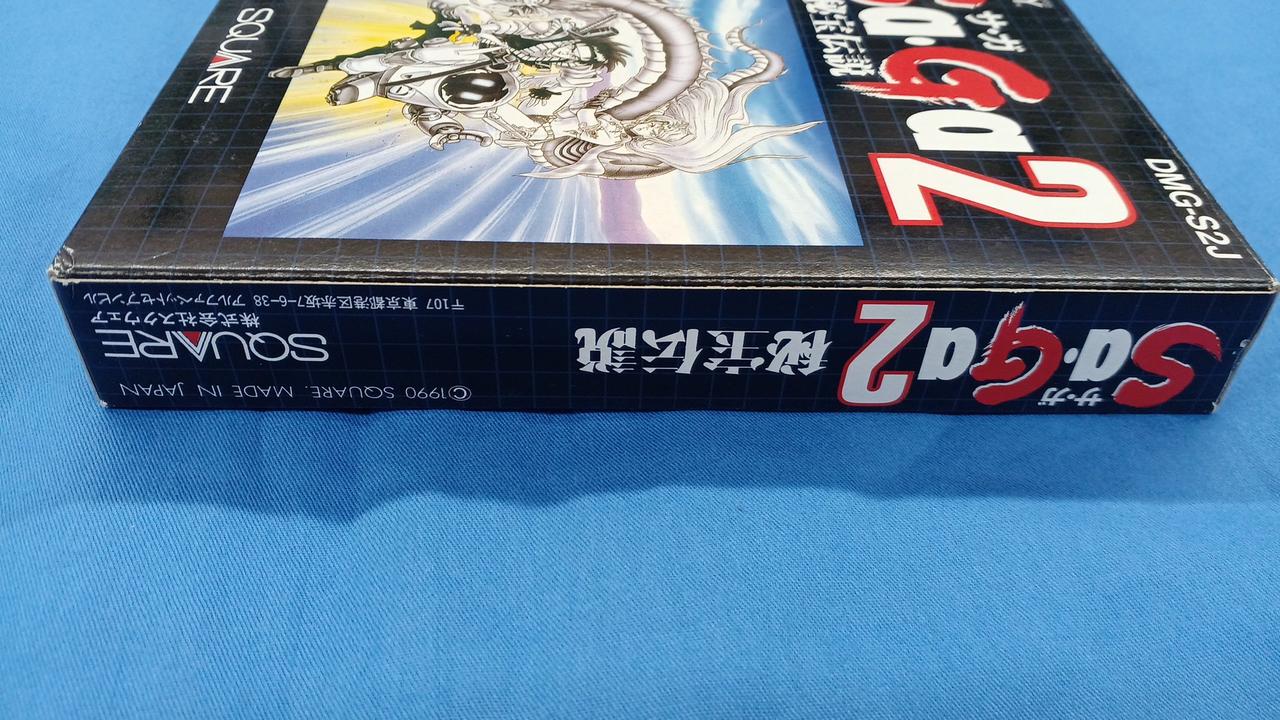 サ・ガ
Sa・Ga2
秘宝伝説
DMG-S2J
SQUARE
サ・ガ
Sa・Ga2
秘宝伝説
©1990 SQUARE. MADE IN JAPAN
SQUARE
株式会社スクウェア
〒107 東京都港区赤坂7-6-38 アルファベットセブンビル